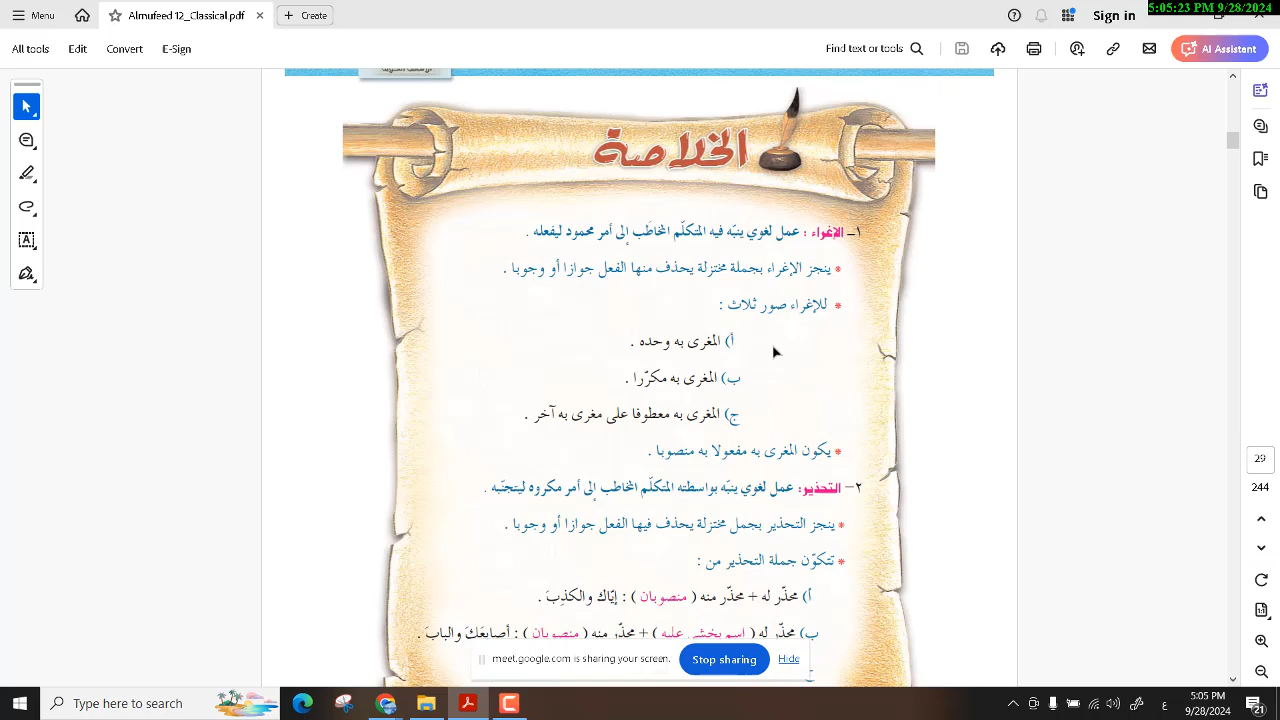 Menu
Almufeed 12_Classical.pdf
Create
Sign in
5:05:23 PM 9/28/2024
All tools
Edit
Convert
E-Sign
Find text or tools
AI Assistant
الخلاصة
١– الإغراء : عمل لغوي ينبّه فيه المتكلّم المخاطَب إلى أمر محمود ليفعله .
* ينجز الإغراء بجملة مختزلة يحذف منها الفعل جوازا أو وجوبا .
* للإغراء صور ثلاث :
أ) المغرى به وحده .
ب) المغرى به مكرّرا .
ج) المغرى به معطوفا على مغرى به آخر .
* يكون المغرى به مفعولا به منصوبا .
٢– التحذير: عمل لغوي ينبّه بواسطته المتكلّم المخاطب إلى أمر مكروه ليتجنّبه .
* ينجز التحذير بجمل مختزلة يحذف فيها الفعل جوازا أو وجوبا .
* تتكوّن جملة التحذير من :
أ) محذّر له + محذّر منه ( منصوبان ) : إيّاك والكذِبَ .
ب) محذّر له ( اسم يخشى عليه ) + محذّر منه ( منصوبان ) : أصابعَكَ والبابَ .
29
244
meet.google.com is sharing your screen.
Stop sharing
Hide
Type here to search
ع
5:05 PM
9/28/2024
21